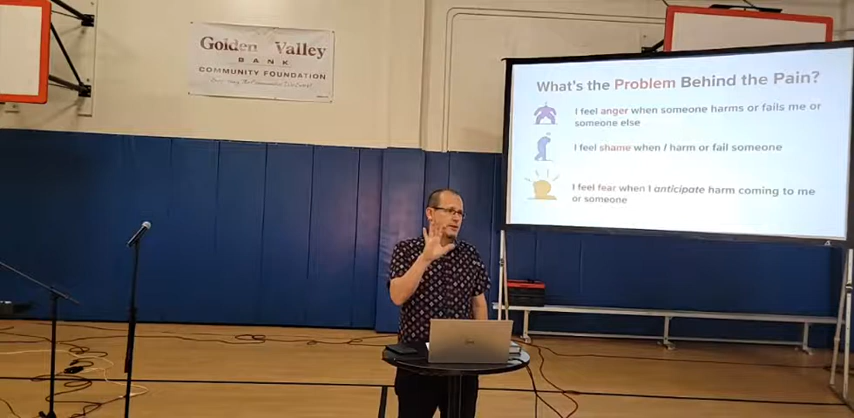 Golden Valley
BANK
COMMUNITY FOUNDATION
What's the Problem Behind the Pain?
I feel anger when someone harms or fails me or
someone else
I feel shame when I harm or fail someone
I feel fear when I anticipate harm coming to me
or someone